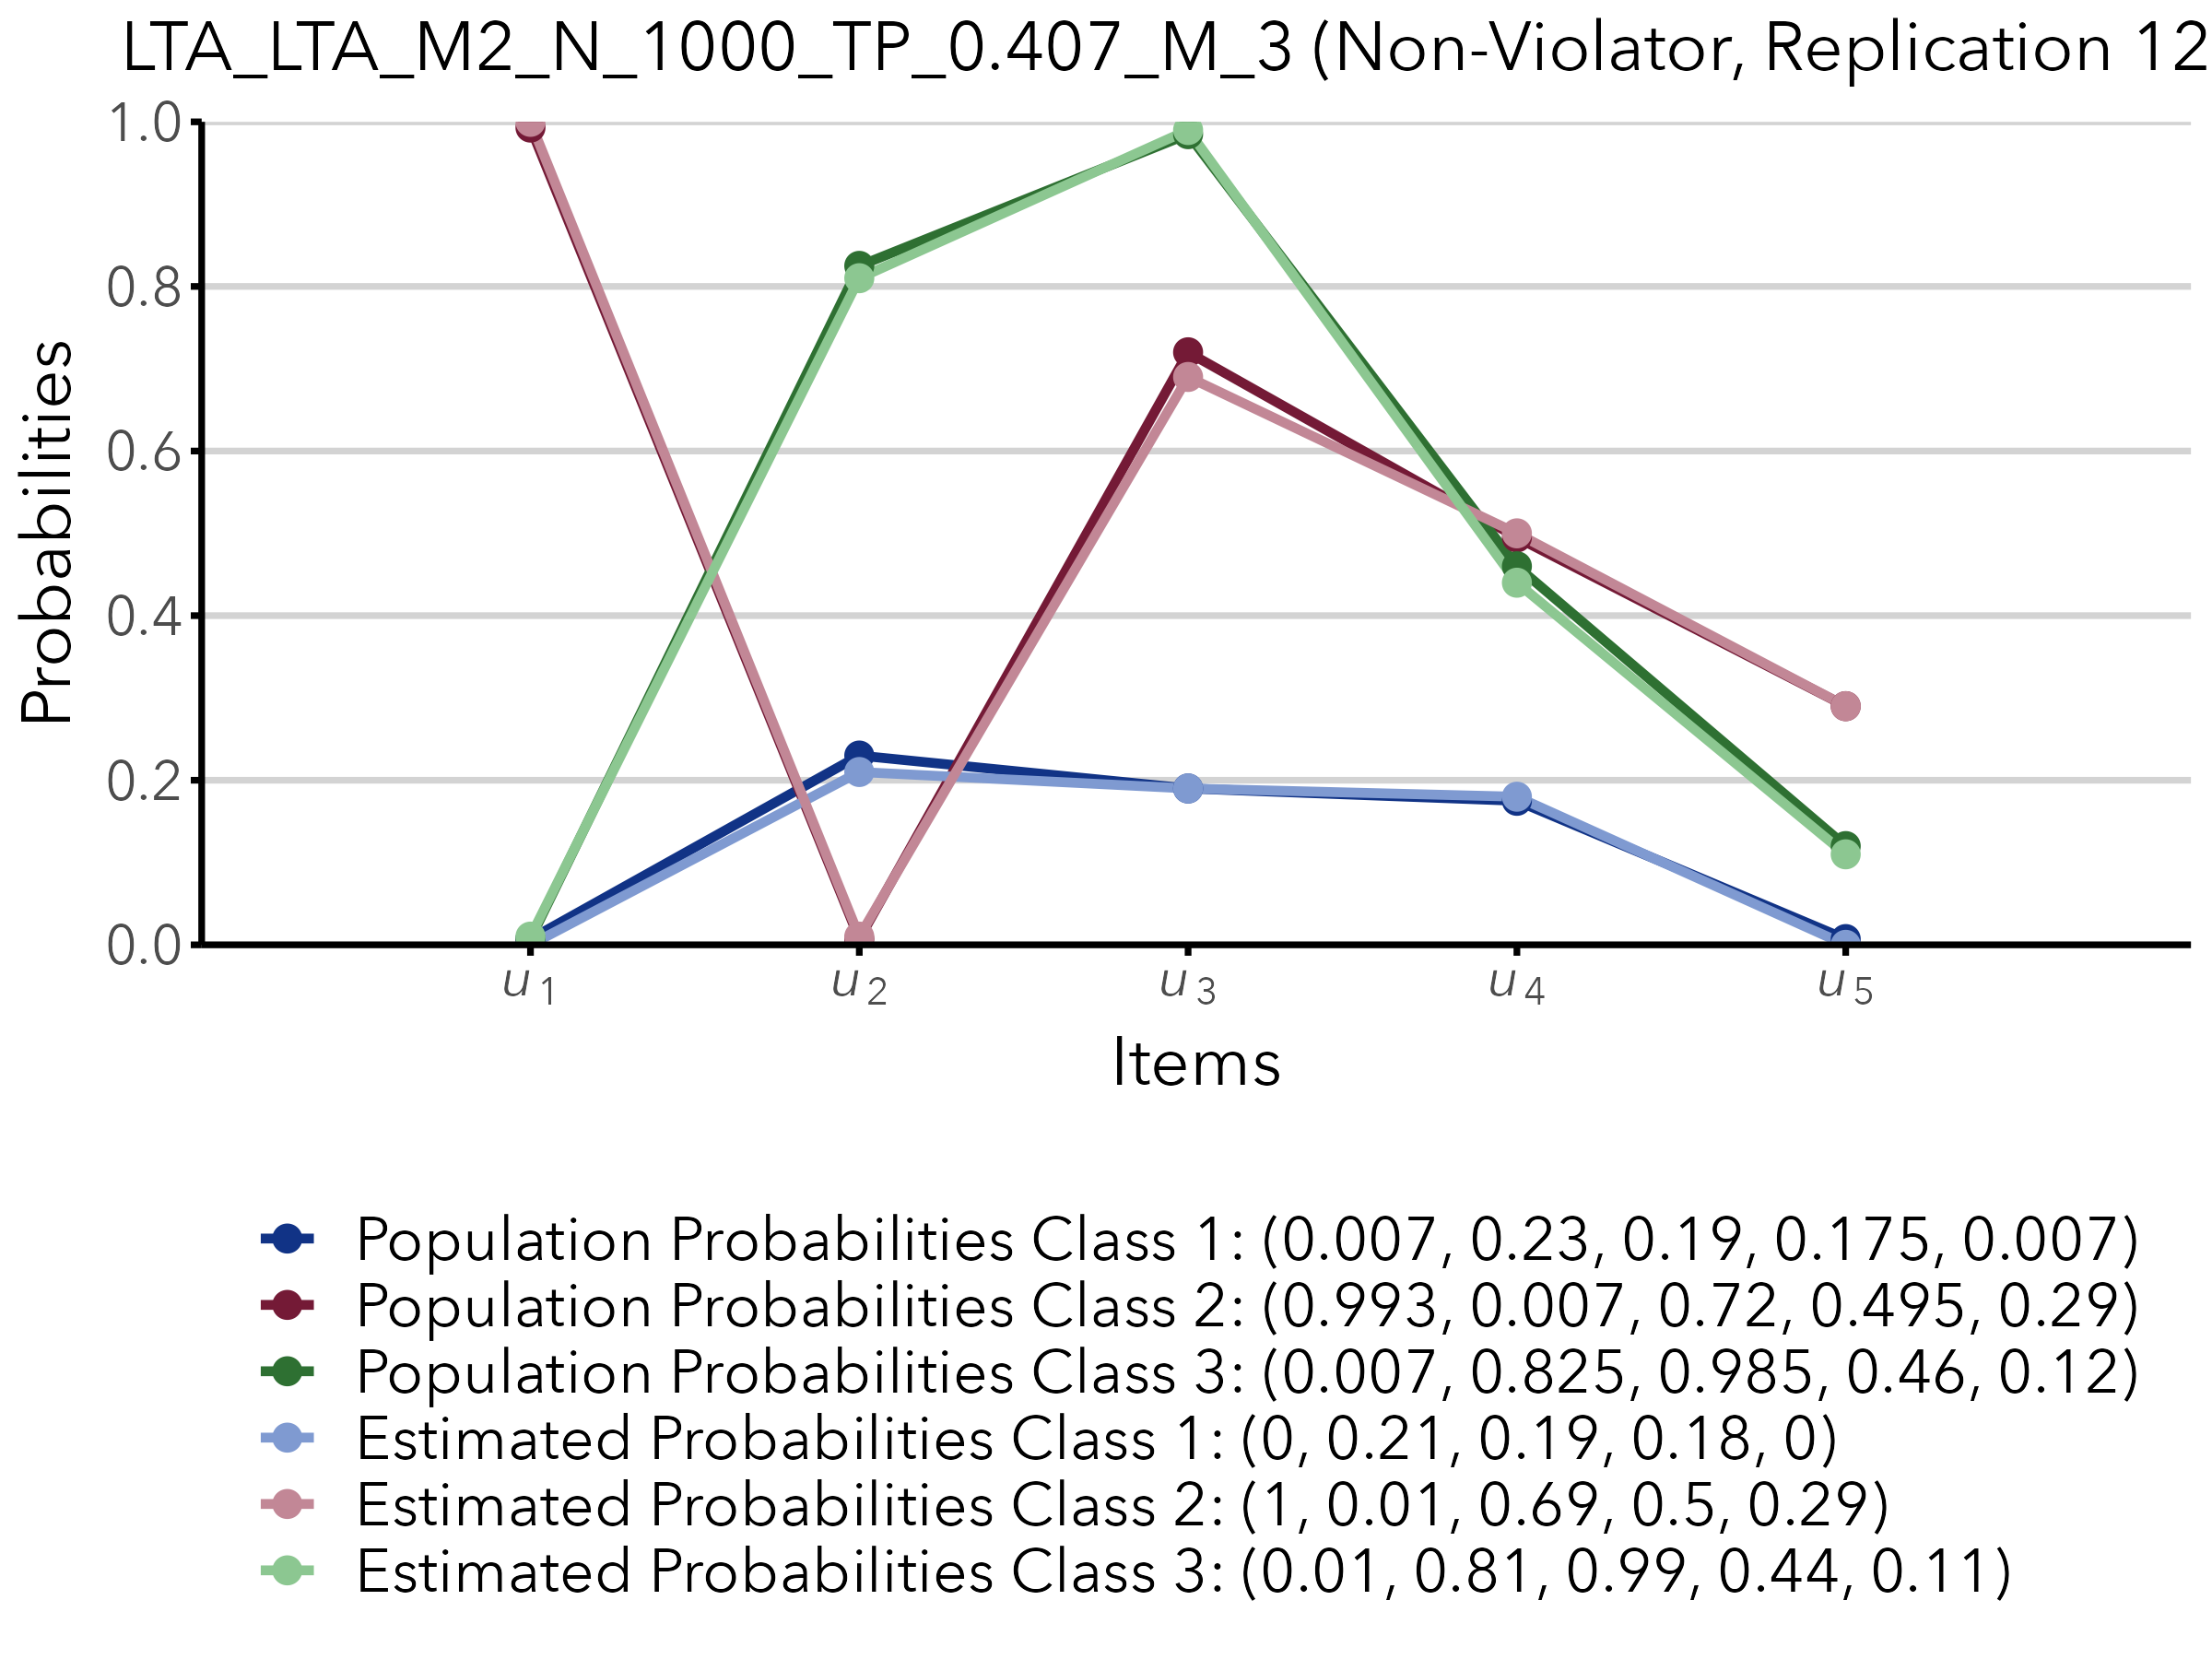 LTA_LTA_M2_N_1000_TP_0.407_M_3 (Non-Violator, Replication 12
Probabilities
1.0
0.8
0.6
0.4
0.2
0.0
u1
u2
u3
u4
u5
Items
Population Probabilities Class 1: (0.007, 0.23, 0.19, 0.175, 0.007)
Population Probabilities Class 2: (0.993, 0.007, 0.72, 0.495, 0.29)
Population Probabilities Class 3: (0.007, 0.825, 0.985, 0.46, 0.12)
Estimated Probabilities Class 1: (0, 0.21, 0.19, 0.18, 0)
Estimated Probabilities Class 2: (1, 0.01, 0.69, 0.5, 0.29)
Estimated Probabilities Class 3: (0.01, 0.81, 0.99, 0.44, 0.11)